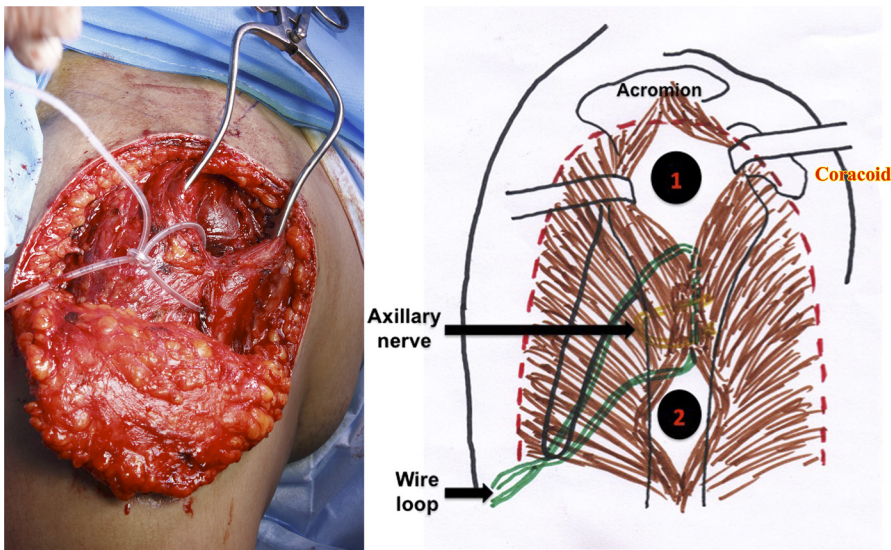 Acromion
1
Coracoid
Axillary
nerve
2
Wire
loop